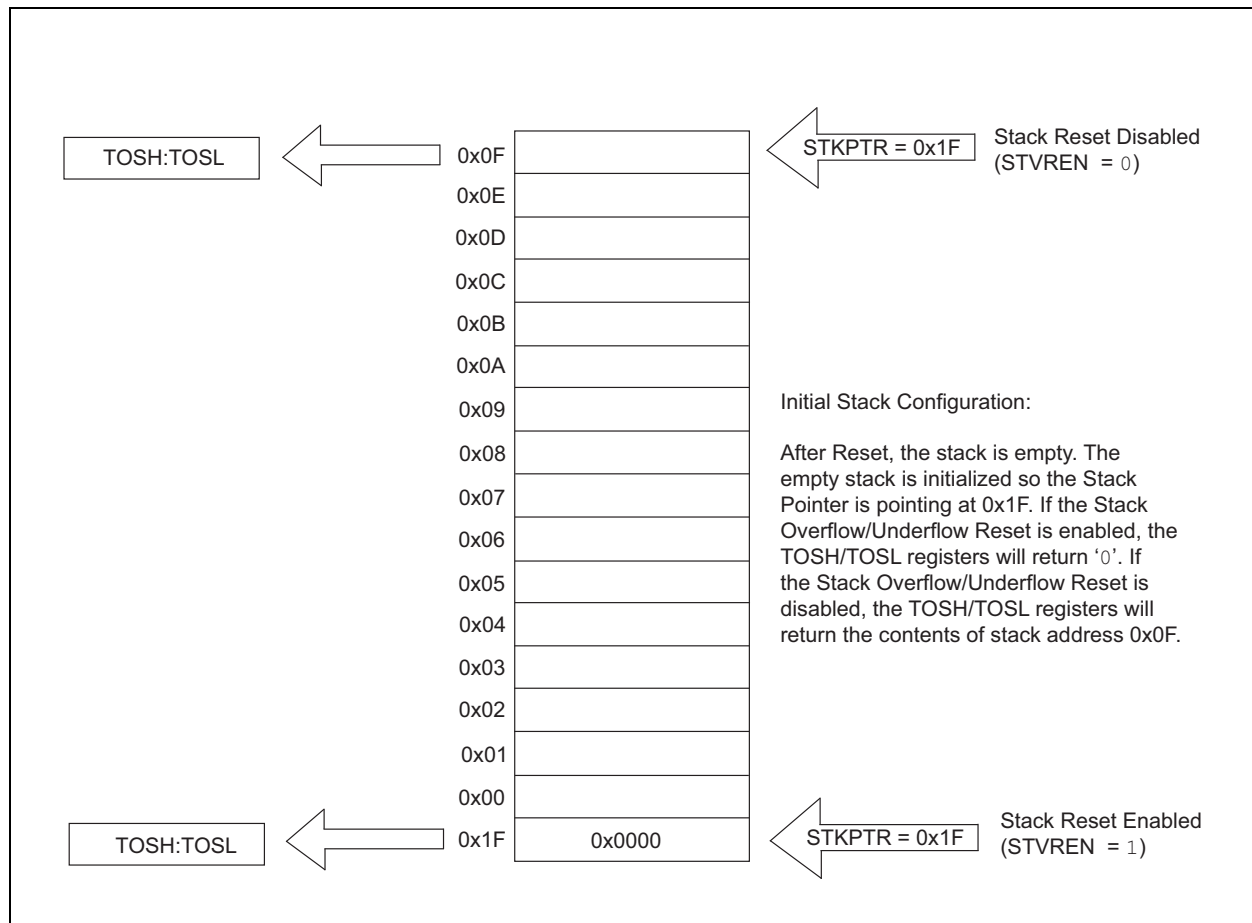 TOSH:TOSL
0x0F
STKPTR = 0x1F
Stack Reset Disabled
(STVREN = 0)
0x0E
0x0D
0x0C
0x0B
0x0A
0x09
0x08
0x07
0x06
0x05
0x04
0x03
0x02
0x01
0x00
Initial Stack Configuration:
After Reset, the stack is empty. The
empty stack is initialized so the Stack
Pointer is pointing at 0x1F. If the Stack
Overflow/Underflow Reset is enabled, the
TOSH/TOSL registers will return ‘0’. If
the Stack Overflow/Underflow Reset is
disabled, the TOSH/TOSL registers will
return the contents of stack address 0x0F.
TOSH:TOSL
0x1F
0x0000
STKPTR = 0x1F
Stack Reset Enabled
(STVREN = 1)